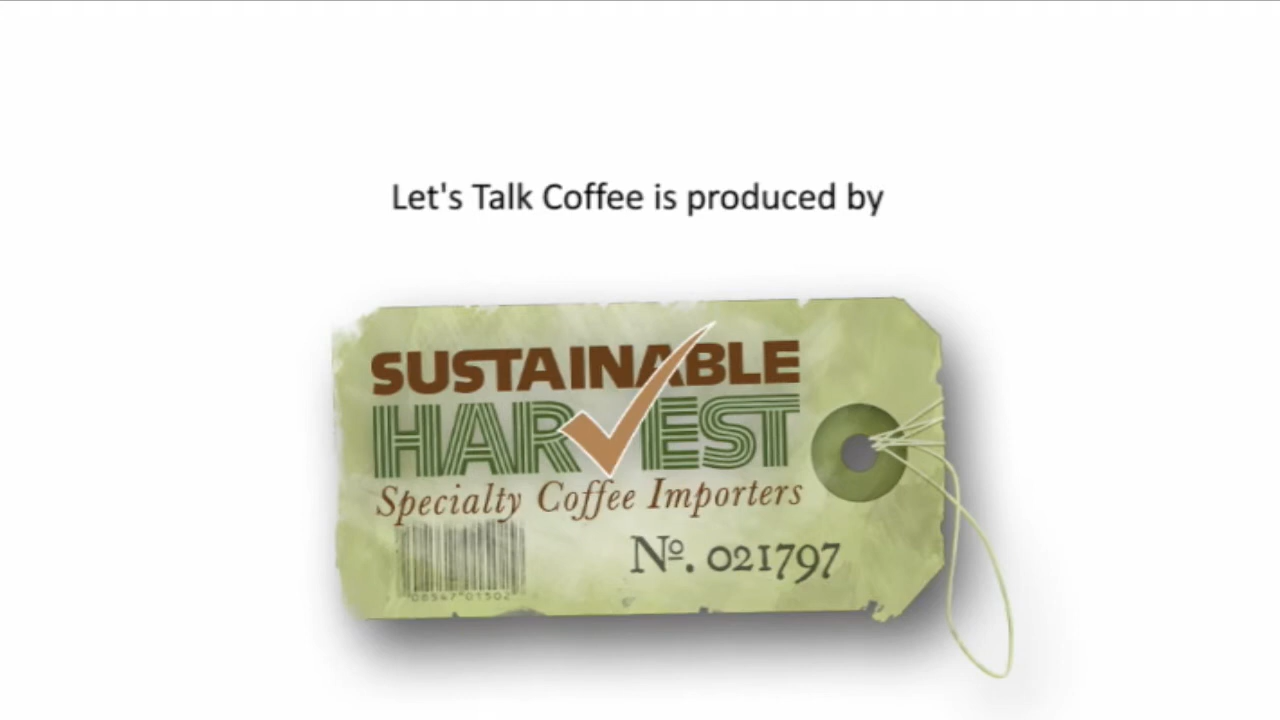 Let's Talk Coffee is produced by
SUSTAINABLE
HARVEST
Specialty Coffee Importers
Nº. 021797